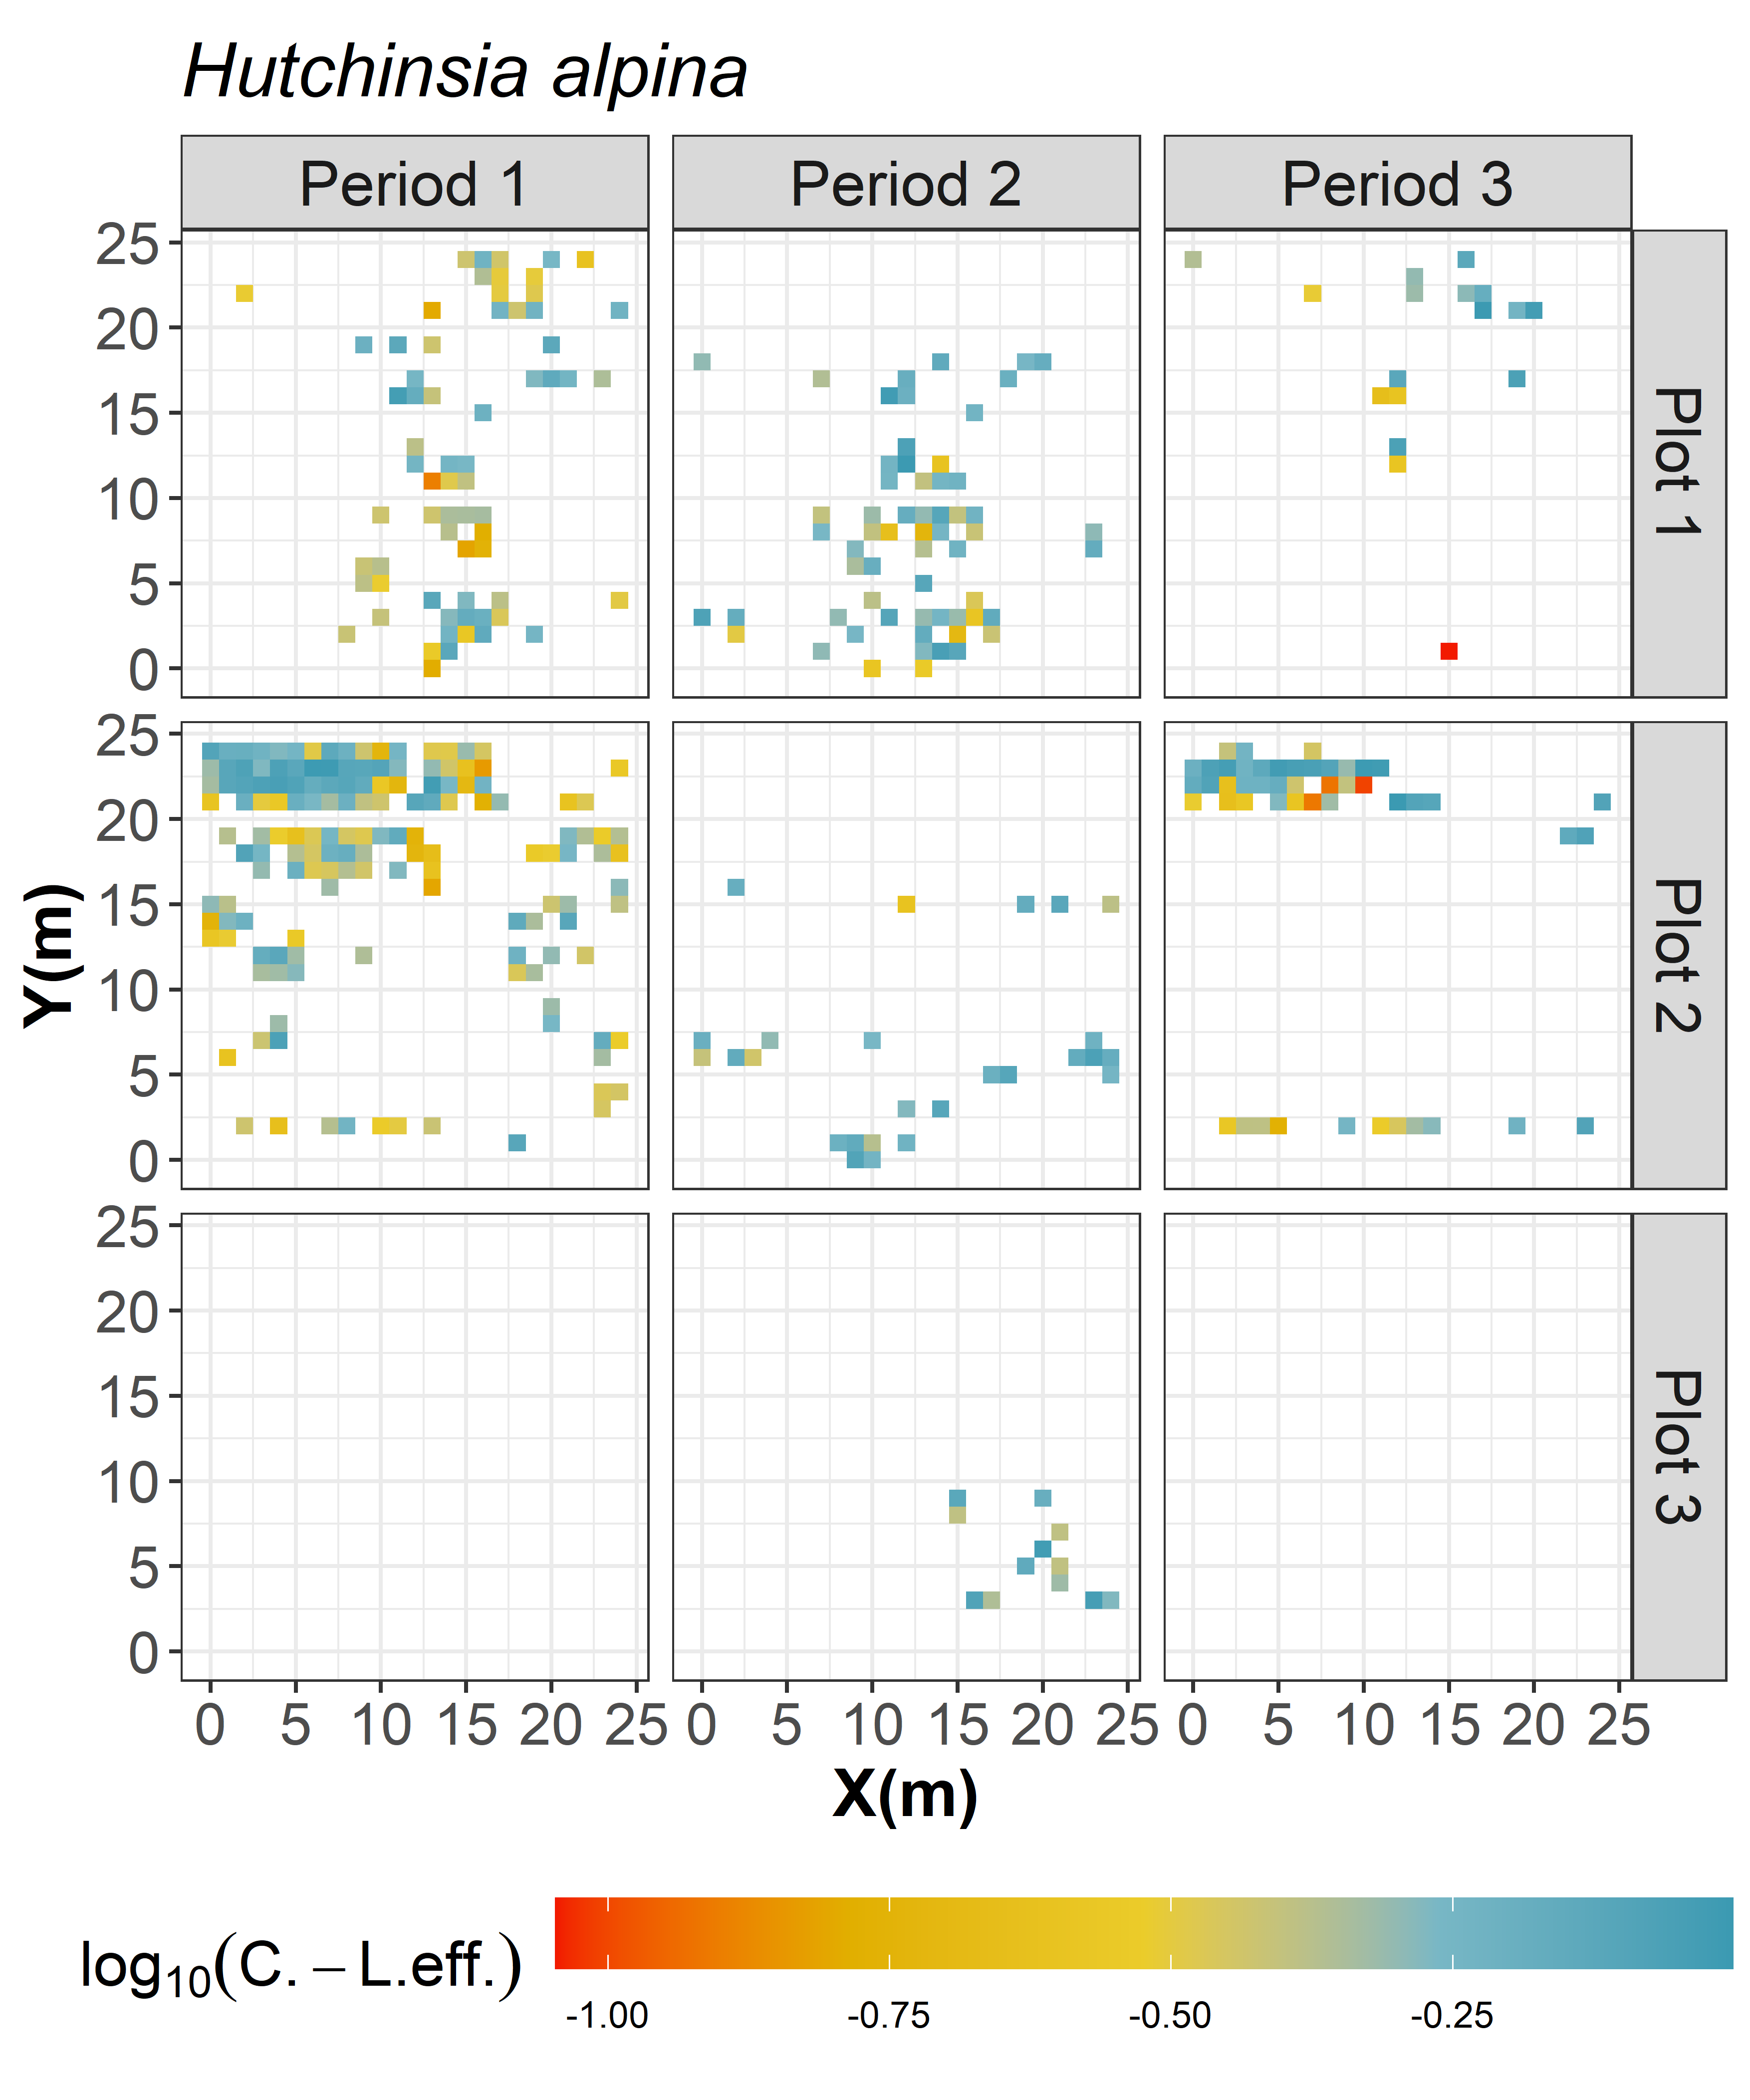 Hutchinsia alpina
Period 1 Period 2 Period 3
25
20
15
10
5
0
Plot 1
25
20
15
10
5
0
Plot 2
25
20
15
10
5
0
Plot 3
Y(m)
0 5 10 15 20 25 0 5 10 15 20 25 0 5 10 15 20 25
X(m)
log10(C. − L.eff.)
-1.00 -0.75 -0.50 -0.25